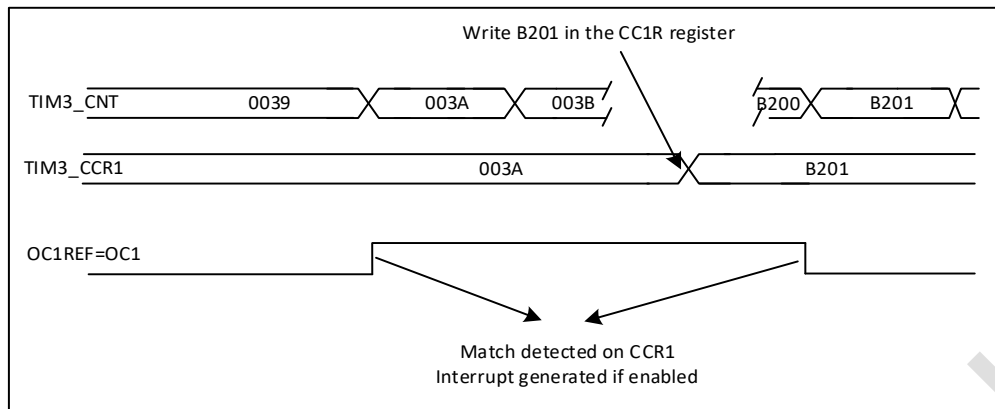 Write B201 in the CC1R register
TIM3_CNT 0039 003A 003B B200 B201
TIM3_CCR1 003A B201
OC1REF=OC1
Match detected on CCR1
Interrupt generated if enabled